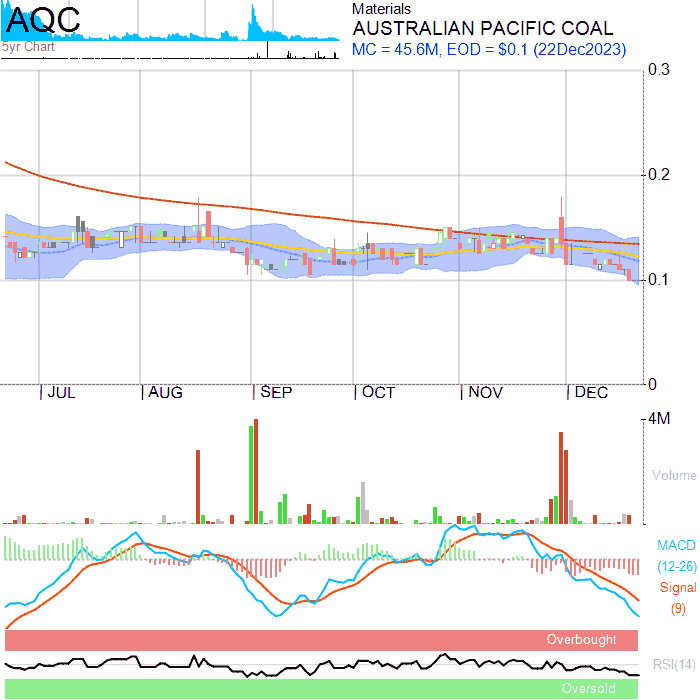 AQC
5yr Chart
Materials
AUSTRALIAN PACIFIC COAL
MC = 45.6M, EOD = $0.1 (22Dec2023)
0.3
0.2
0.1
0
JUL AUG SEP OCT NOV DEC
4M
Volume
MACD
(12-26)
Signal
(9)
Overbought
RSI(14)
Oversold